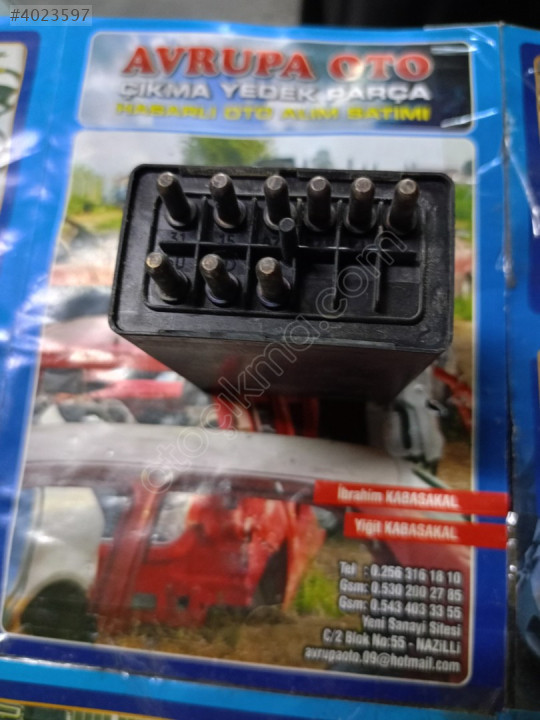 #4023597
AVRUPA OTO
ÇIKMA YEDEK PARÇA
HASARLI OTO ALIM SATIMI
31
15
otoçıkma.com
İbrahim KABASAKAL
Yiğit KABASAKAL
Tel : 0.256 316 18 10
Gsm: 0.530 200 27 85
Gsm: 0.543 403 33 55
Yeni Sanayi Sitesi
C/2 Blok No:55 - NAZİLLİ
avrupaoto.09@hotmail.com